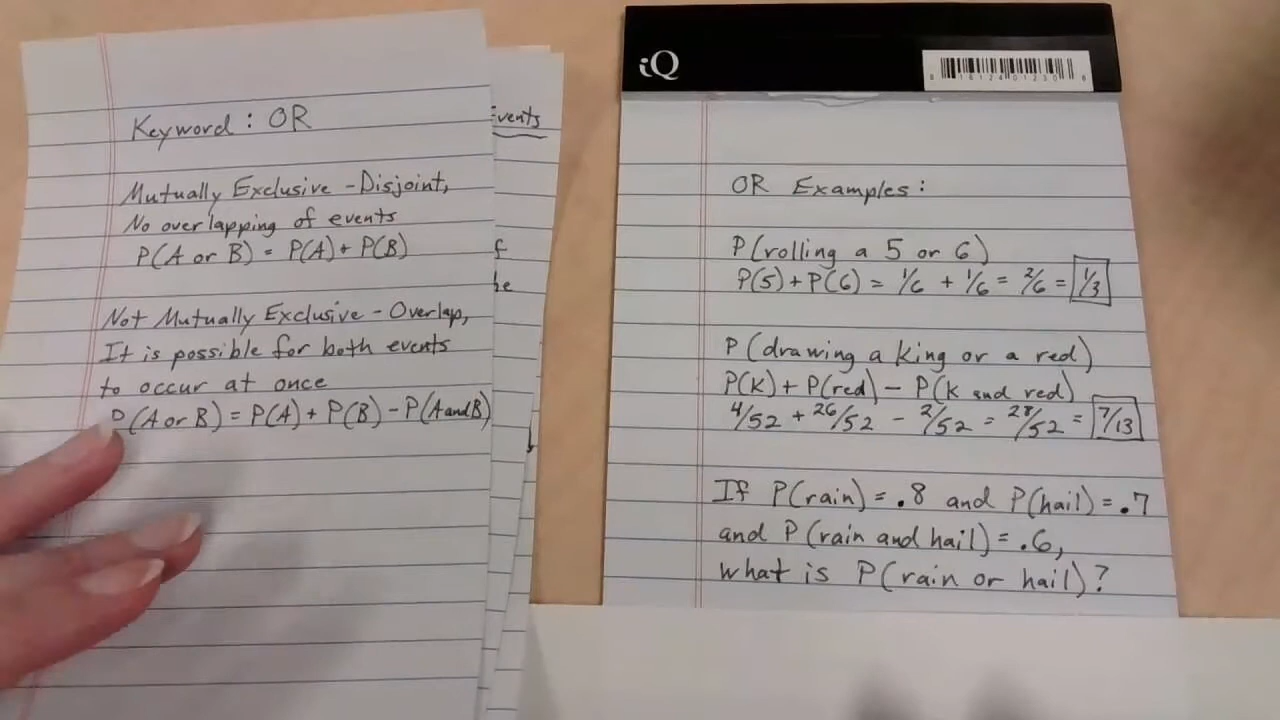 Keyword: OR
Mutually Exclusive - Disjoint,
No overlapping of events
P(A or B) = P(A) + P(B)
Not Mutually Exclusive - Overlap,
It is possible for both events
to occur at once
P(A or B) = P(A) + P(B) - P(A and B)
iQ
OR Examples:
P(rolling a 5 or 6)
P(5) + P(6) = 1/6 + 1/6 = 2/6 = 1/3
P(drawing a king or a red)
P(K) + P(red) - P(K and red)
4/52 + 26/52 - 2/52 = 28/52 = 7/13
If P(rain) = .8 and P(hail) = .7
and P(rain and hail) = .6,
what is P(rain or hail)?